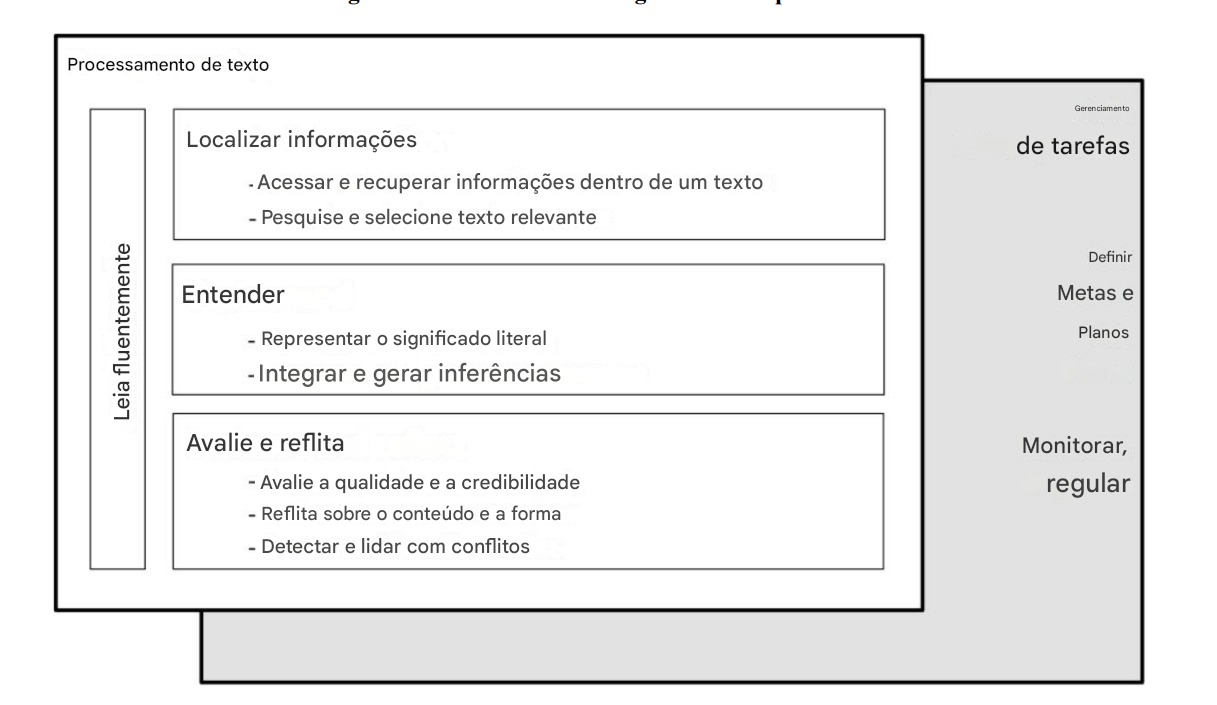 Processamento de texto
Leia fluentemente
Localizar informações
- Acessar e recuperar informações dentro de um texto
- Pesquise e selecione texto relevante
Entender
- Representar o significado literal
- Integrar e gerar inferências
Avalie e reflita
- Avalie a qualidade e a credibilidade
- Reflita sobre o conteúdo e a forma
- Detectar e lidar com conflitos
Gerenciamento
de tarefas
Definir
Metas e
Planos
Monitorar,
regular